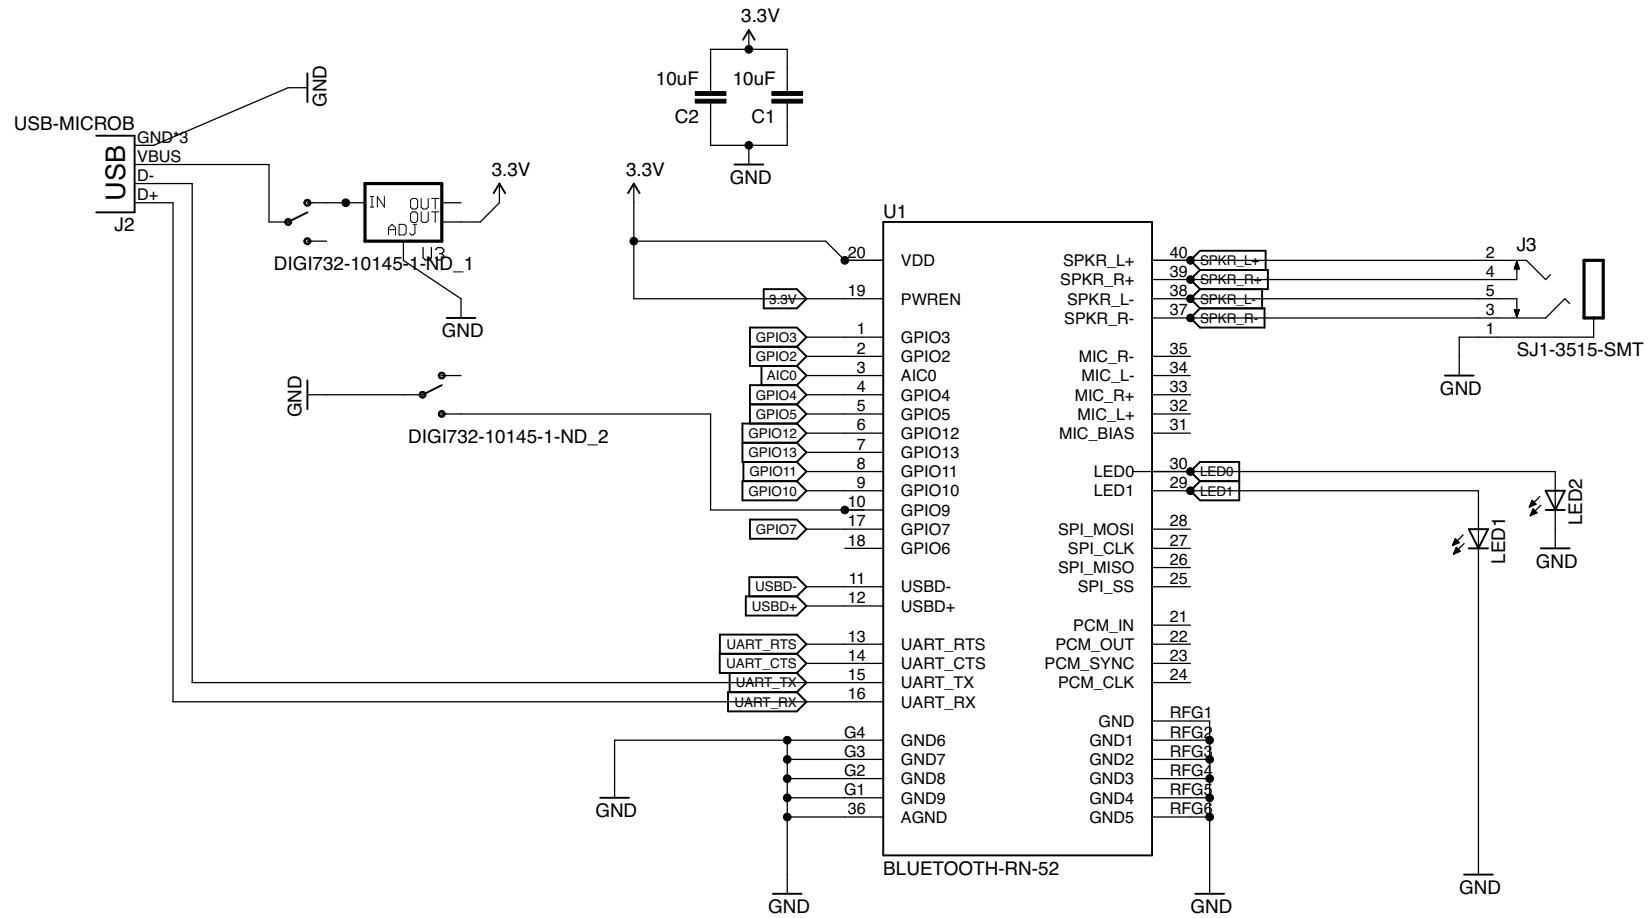 3.3V
10uF
10uF
C2
C1
GND
GND
USB-MICROB
USB
GND*3
VBUS
D-
D+
J2
IN
OUT
OUT
ADJ
U3
3.3V
DIGI732-10145-1-ND_1
GND
3.3V
GND
DIGI732-10145-1-ND_2
U1
20
VDD
3.3V
19
PWREN
GPIO3
1
GPIO3
GPIO2
2
GPIO2
AIC0
3
AIC0
GPIO4
4
GPIO4
GPIO5
5
GPIO5
GPIO12
6
GPIO12
GPIO13
7
GPIO13
GPIO11
8
GPIO11
GPIO10
9
GPIO10
10
GPIO9
GPIO7
17
GPIO7
18
GPIO6
USBD-
11
USBD-
USBD+
12
USBD+
UART_RTS
13
UART_RTS
UART_CTS
14
UART_CTS
UART_TX
15
UART_TX
UART_RX
16
UART_RX
G4
GND6
G3
GND7
G2
GND8
G1
GND9
36
AGND
GND
GND
SPKR_L+
40
SPKR_L+
SPKR_R+
39
SPKR_R+
SPKR_L-
38
SPKR_L-
SPKR_R-
37
SPKR_R-
MIC_R-
35
MIC_L-
34
MIC_R+
33
MIC_L+
32
MIC_BIAS
31
LED0
30
LED0
LED1
29
LED1
SPI_MOSI
28
SPI_CLK
27
SPI_MISO
26
SPI_SS
25
PCM_IN
21
PCM_OUT
22
PCM_SYNC
23
PCM_CLK
24
GND
RFG1
GND1
RFG2
GND2
RFG3
GND3
RFG4
GND4
RFG5
GND5
RFG6
BLUETOOTH-RN-52
GND
2
J3
4
5
3
1
SJ1-3515-SMT
GND
LED2
GND
LED1
GND